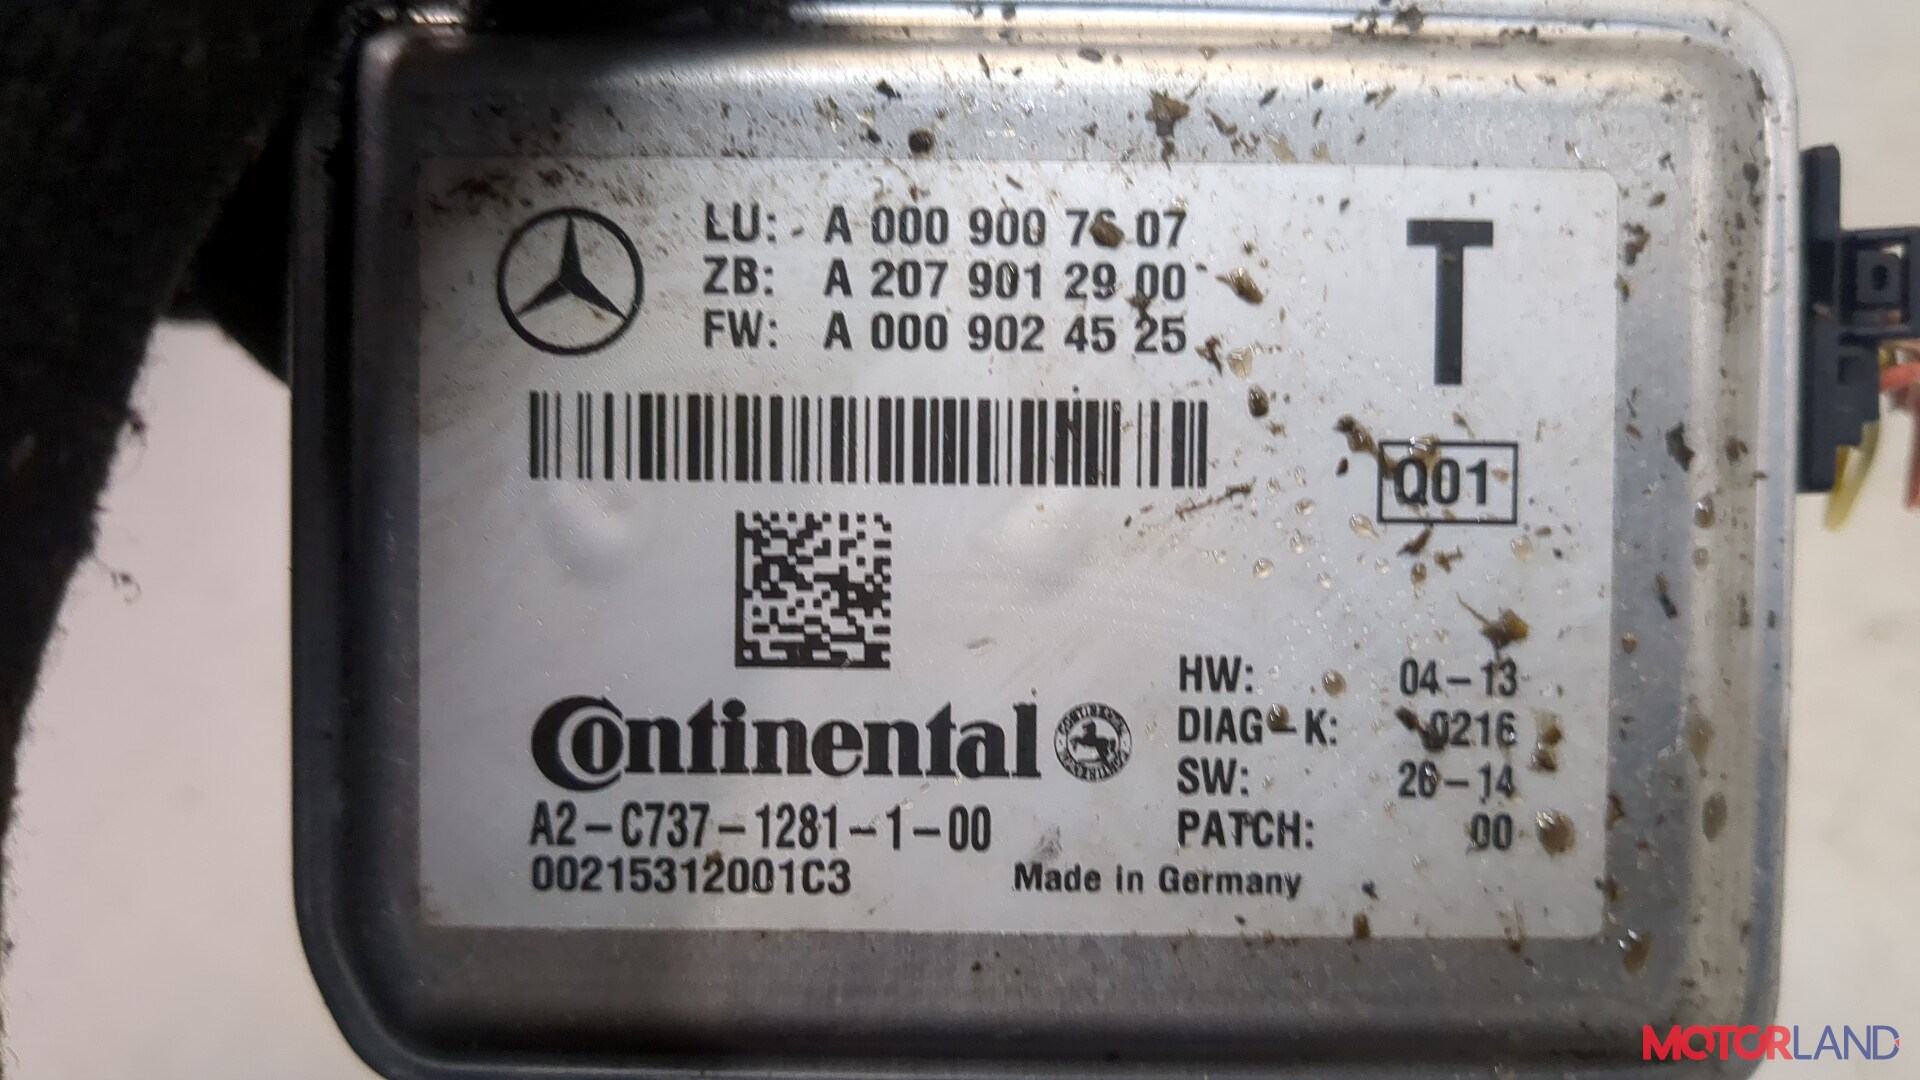 LU: A 000 900 76 07
ZB: A 207 901 29 00
FW: A 000 902 45 25
T
Q01
Continental
CONTINENTAL
HW: 04-13
DIAG-K: 0216
SW: 26-14
PATCH: 00
A2-C737-1281-1-00
00215312001C3
Made in Germany
MOTORLAND